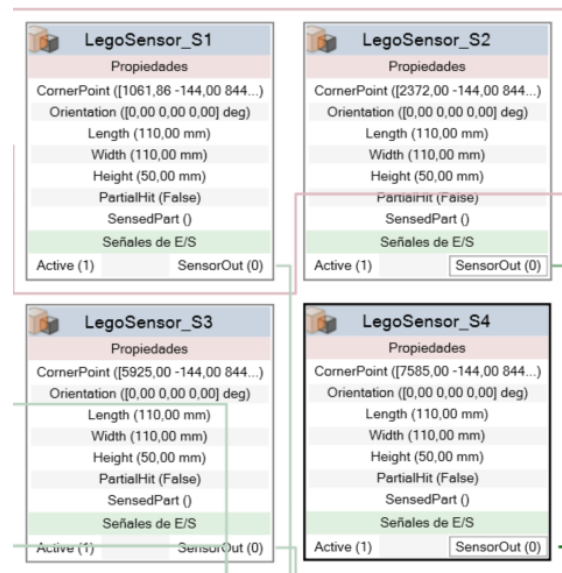 LegoSensor_S1
Propiedades
CornerPoint ([1061,86 -144,00 844...)
Orientation ([0,00 0,00 0,00] deg)
Length (110,00 mm)
Width (110,00 mm)
Height (50,00 mm)
PartialHit (False)
SensedPart ()
Señales de E/S
Active (1) SensorOut (0)
LegoSensor_S2
Propiedades
CornerPoint ([2372,00 -144,00 844...)
Orientation ([0,00 0,00 0,00] deg)
Length (110,00 mm)
Width (110,00 mm)
Height (50,00 mm)
PartialHit (False)
SensedPart ()
Señales de E/S
Active (1) SensorOut (0)
LegoSensor_S3
Propiedades
CornerPoint ([5925,00 -144,00 844...)
Orientation ([0,00 0,00 0,00] deg)
Length (110,00 mm)
Width (110,00 mm)
Height (50,00 mm)
PartialHit (False)
SensedPart ()
Señales de E/S
Active (1) SensorOut (0)
LegoSensor_S4
Propiedades
CornerPoint ([7585,00 -144,00 844...)
Orientation ([0,00 0,00 0,00] deg)
Length (110,00 mm)
Width (110,00 mm)
Height (50,00 mm)
PartialHit (False)
SensedPart ()
Señales de E/S
Active (1) SensorOut (0)